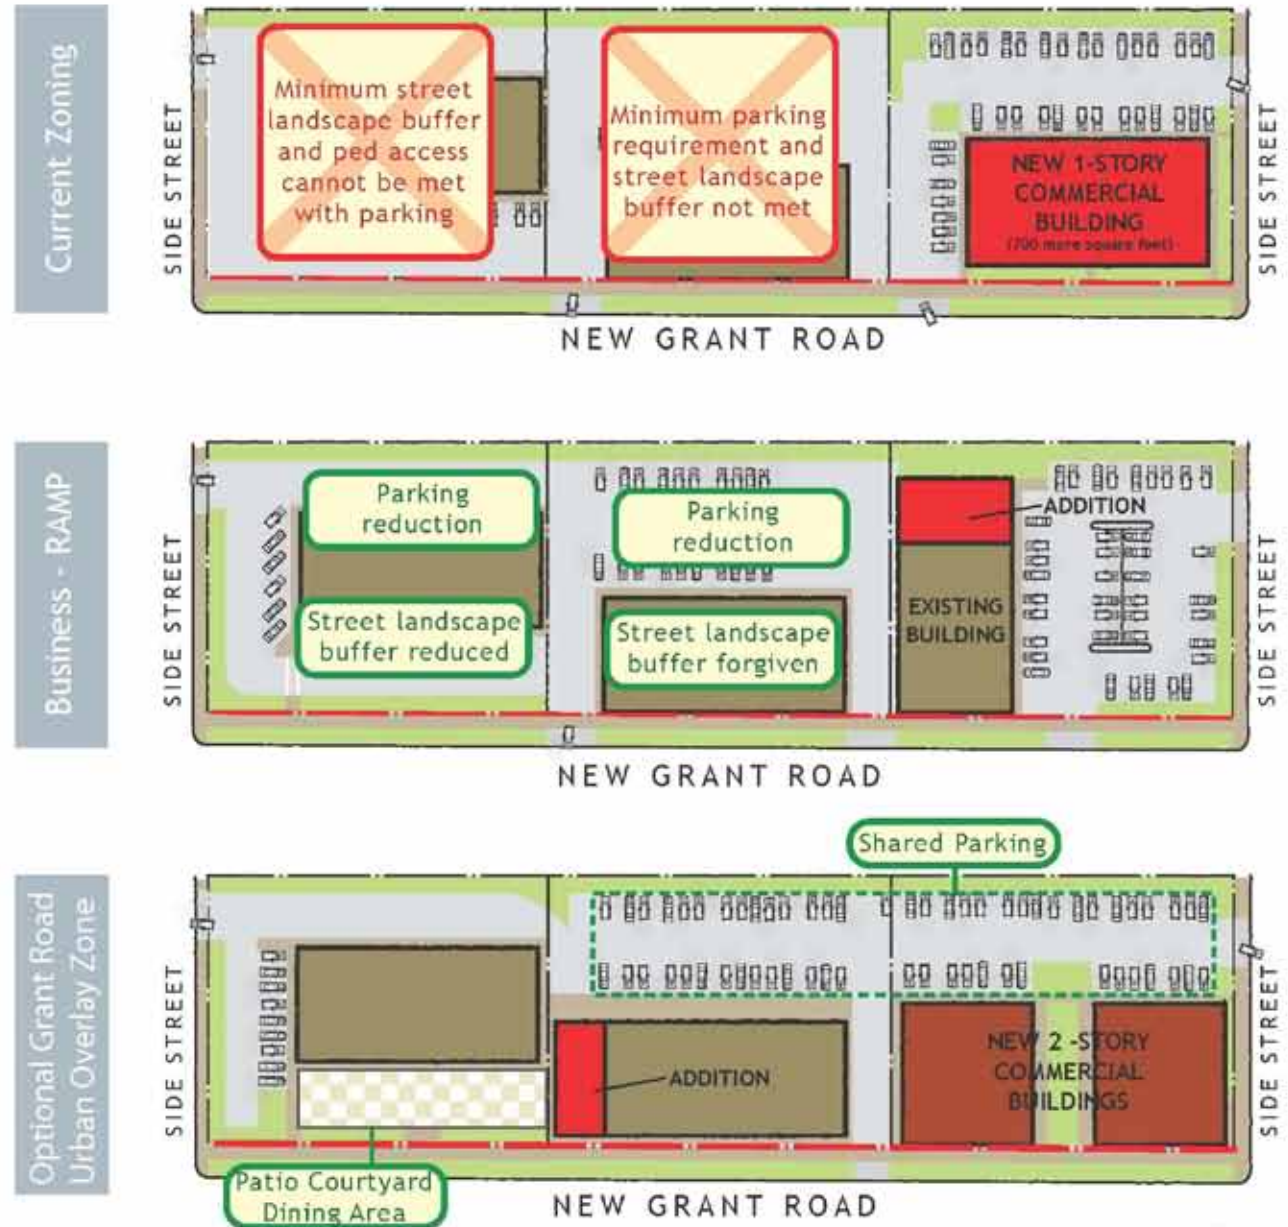 Current Zoning
SIDE STREET
Minimum street
landscape buffer
and ped access
cannot be met
with parking
Minimum parking
requirement and
street landscape
buffer not met
NEW 1-STORY
COMMERCIAL
BUILDING
(700 more square feet)
SIDE STREET
NEW GRANT ROAD
Business - RAMP
SIDE STREET
Parking
reduction
Street landscape
buffer reduced
Parking
reduction
Street landscape
buffer forgiven
ADDITION
EXISTING
BUILDING
SIDE STREET
NEW GRANT ROAD
Optional Grant Road
Urban Overlay Zone
SIDE STREET
Shared Parking
ADDITION
NEW 2 -STORY
COMMERCIAL
BUILDINGS
SIDE STREET
Patio Courtyard
Dining Area
NEW GRANT ROAD